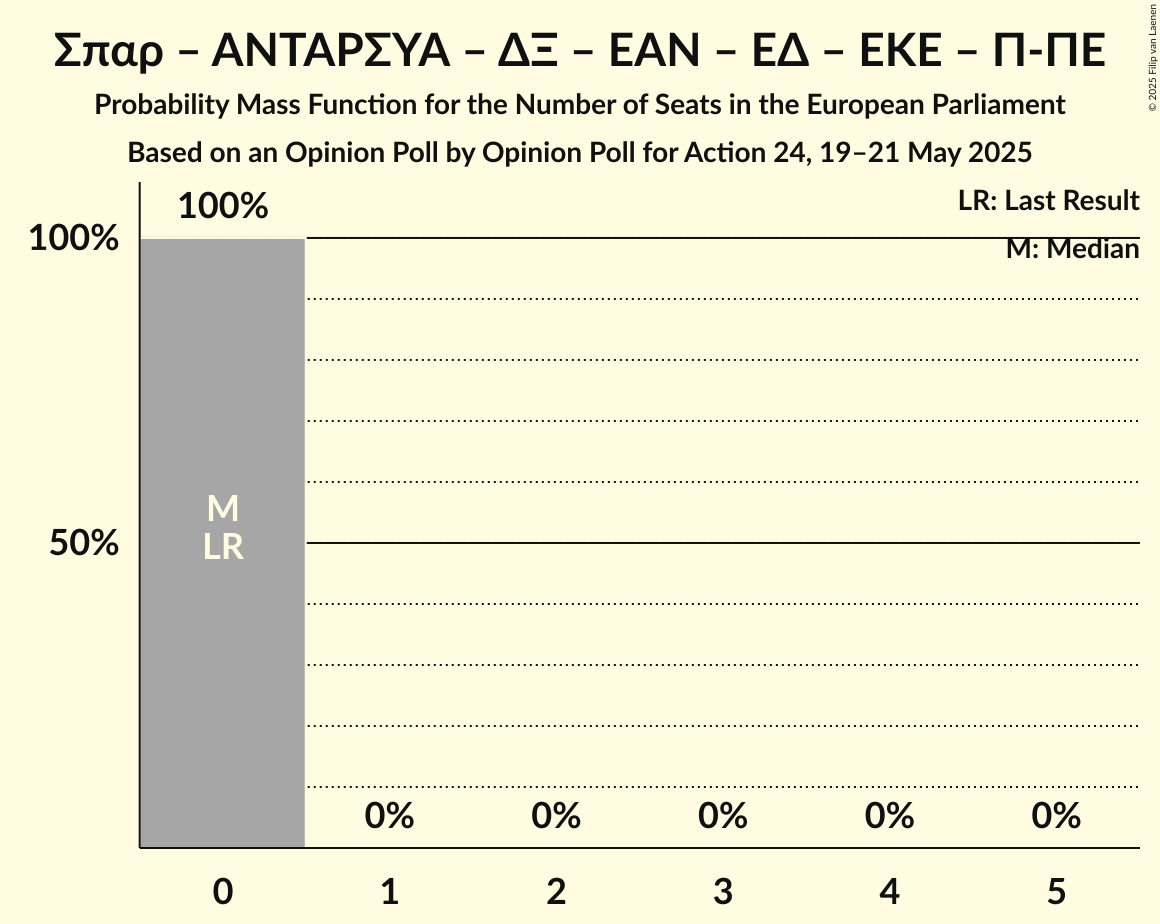 Σπαρ – ΑΝΤΑΡΣΥΑ – ΔΞ – ΕΑΝ – ΕΔ – ΕΚΕ – Π-ΠΕ
Probability Mass Function for the Number of Seats in the European Parliament
Based on an Opinion Poll by Opinion Poll for Action 24, 19–21 May 2025
© 2025 Filip van Laenen
LR: Last Result
M: Median
100%
100%
50%
M
LR
0% 0% 0% 0% 0%
0 1 2 3 4 5